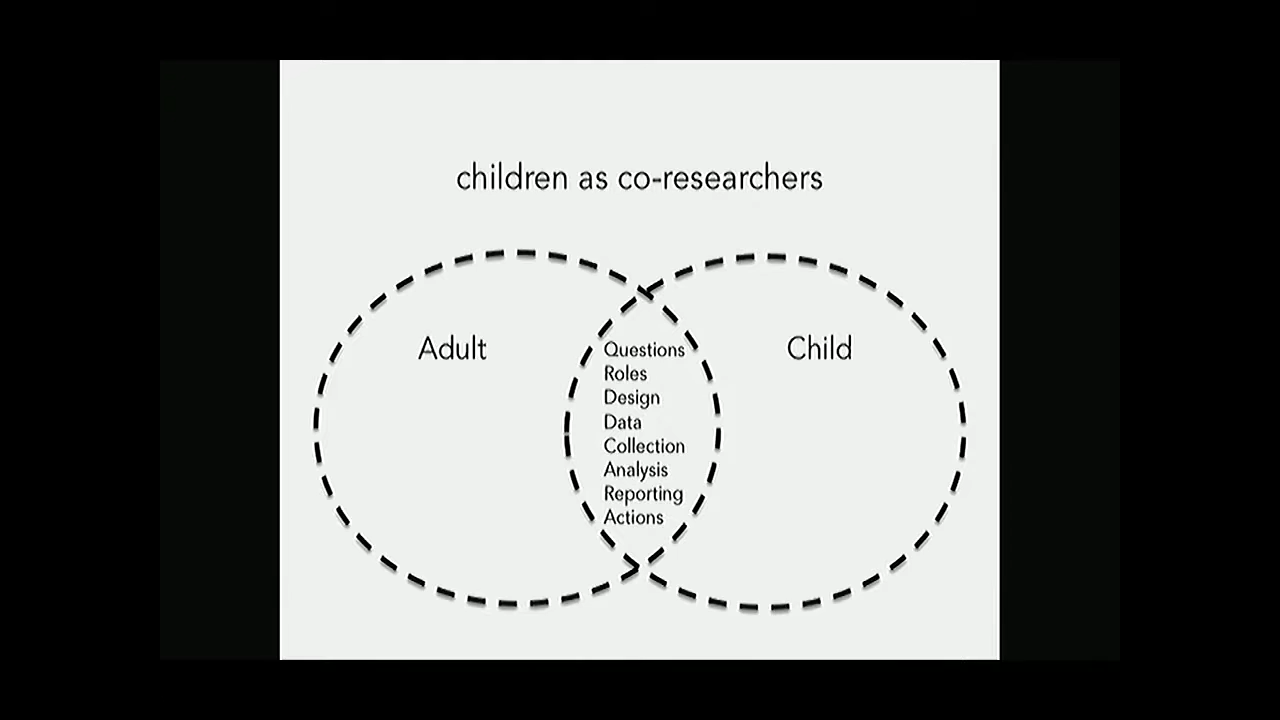 children as co-researchers
Adult
Child
Questions
Roles
Design
Data
Collection
Analysis
Reporting
Actions